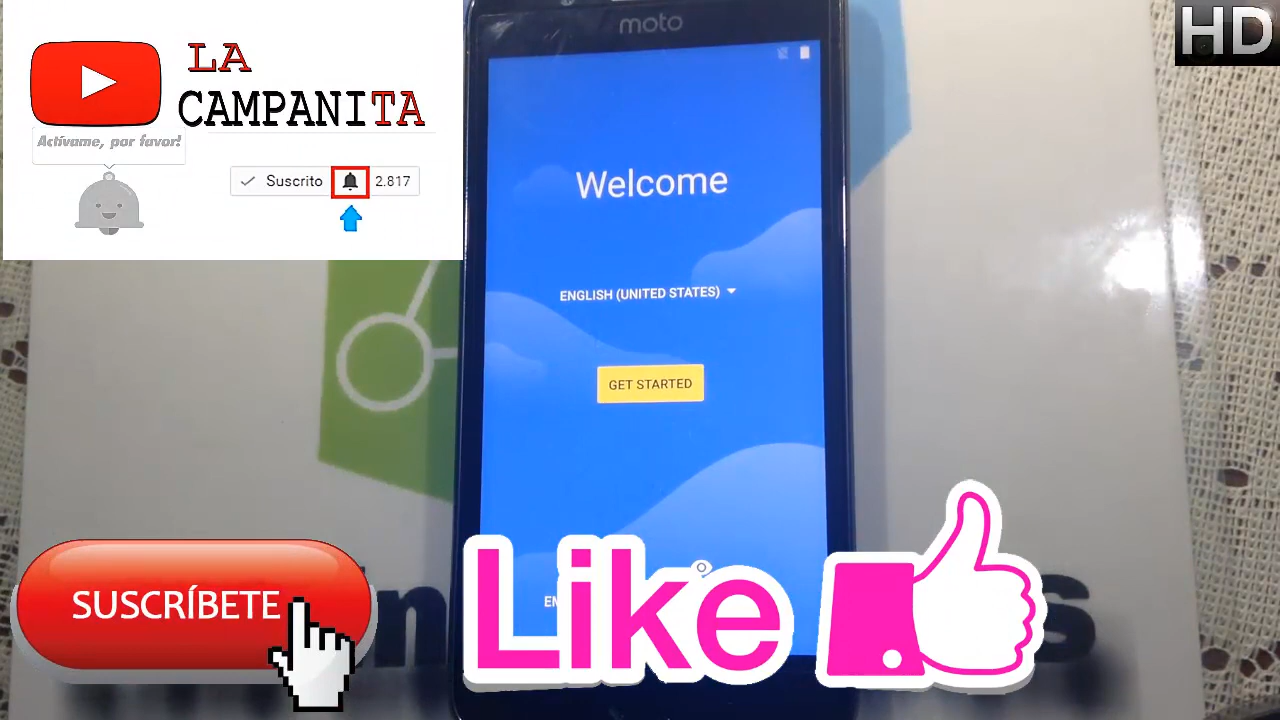 LA
CAMPANITA
Actívame, por favor!
Suscrito
2.817
HD
moto
Welcome
ENGLISH (UNITED STATES)
GET STARTED
SUSCRÍBETE
Like